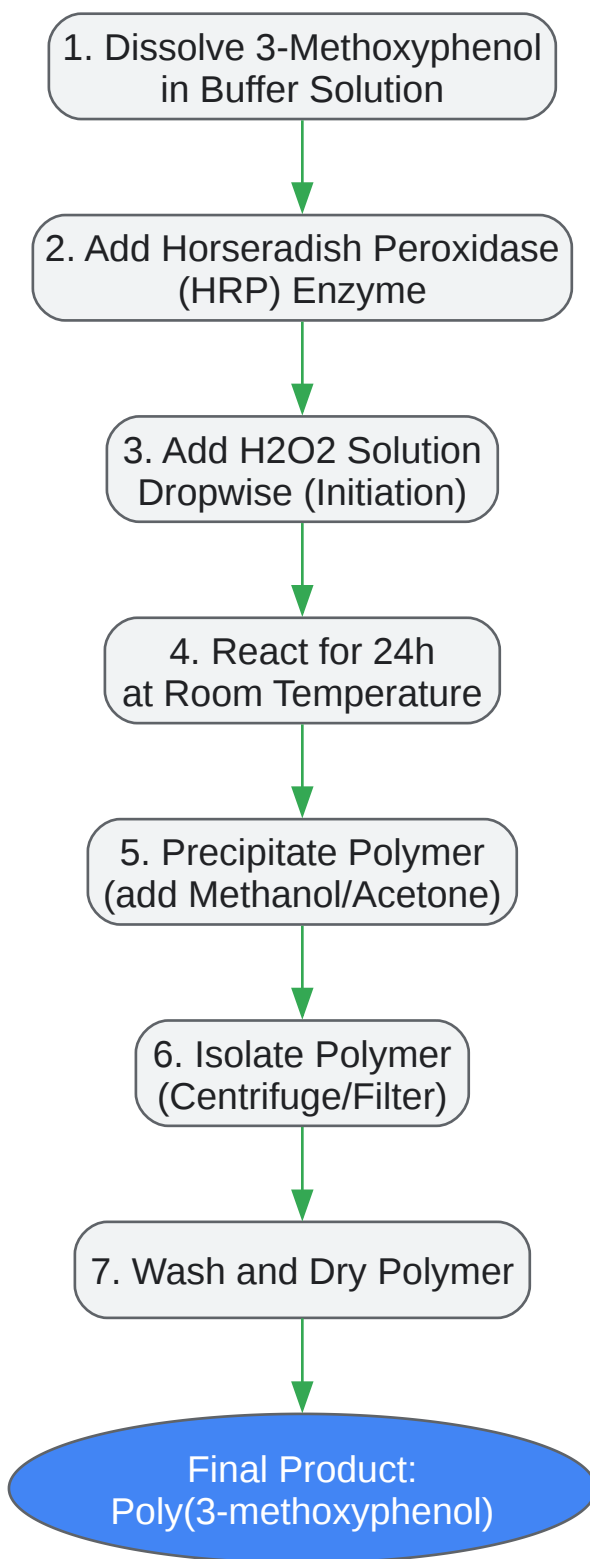 1. Dissolve 3-Methoxyphenol
in Buffer Solution
2. Add Horseradish Peroxidase
(HRP) Enzyme
3. Add H2O2 Solution
Dropwise (Initiation)
4. React for 24h
at Room Temperature
5. Precipitate Polymer
(add Methanol/Acetone)
6. Isolate Polymer
(Centrifuge/Filter)
7. Wash and Dry Polymer
Final Product:
Poly(3-methoxyphenol)